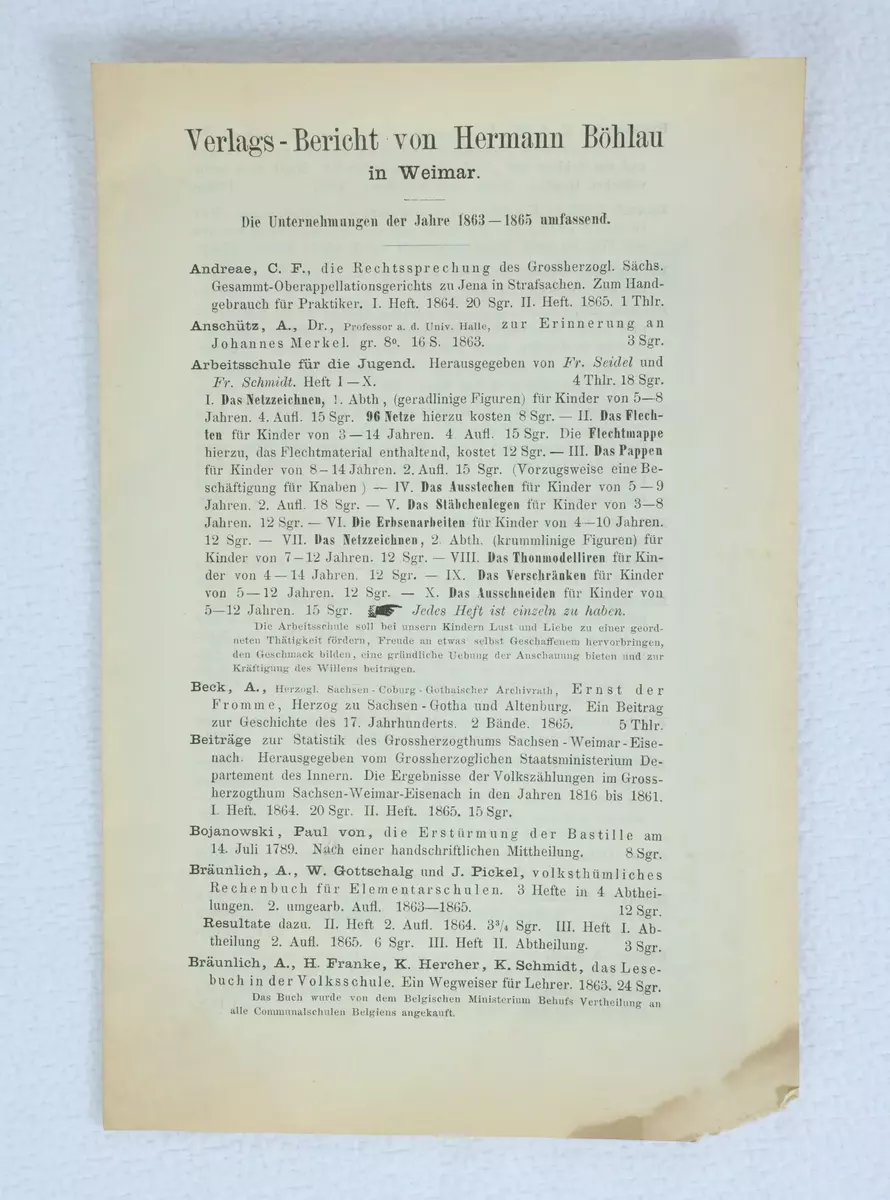 Verlags-Bericht von Hermann Böhlau
in Weimar.
Die Unternehmungen der Jahre 1863—1865 umfassend.
Andreae, C. F., die Rechtssprechung des Grossherzogl. Sächs.
Gesammt-Oberappellationsgerichts zu Jena in Strafsachen. Zum Hand-
gebrauch für Praktiker. I. Heft. 1864. 20 Sgr. II. Heft. 1865. 1 Thlr.
Anschütz, A., Dr., Professor a. d. Univ. Halle, zur Erinnerung an
Johannes Merkel. gr. 8o. 16 S. 1863. 3 Sgr.
Arbeitsschule für die Jugend. Herausgegeben von Fr. Seidel und
Fr. Schmidt. Heft I—X. 4 Thlr. 18 Sgr.
I. Das Netzzeichnen, 1. Abth, (geradlinige Figuren) für Kinder von 5—8
Jahren. 4. Aufl. 15 Sgr. 96 Netze hierzu kosten 8 Sgr. — II. Das Flech-
ten für Kinder von 3—14 Jahren. 4 Aufl. 15 Sgr. Die Flechtmappe
hierzu, das Flechtmaterial enthaltend, kostet 12 Sgr. — III. Das Pappen
für Kinder von 8–14 Jahren. 2. Aufl. 15 Sgr. (Vorzugsweise eine Be-
schäftigung für Knaben ) — IV. Das Ausstechen für Kinder von 5—9
Jahren. 2. Aufl. 18 Sgr. — V. Das Stäbchenlegen für Kinder von 3—8
Jahren. 12 Sgr. — VI. Die Erbsenarbeiten für Kinder von 4—10 Jahren.
12 Sgr. — VII. Das Netzzeichnen, 2. Abth. (krummlinige Figuren) für
Kinder von 7–12 Jahren. 12 Sgr. — VIII. Das Thonmodelliren für Kin-
der von 4—14 Jahren. 12 Sgr. — IX. Das Verschränken für Kinder
von 5—12 Jahren. 12 Sgr. — X. Das Ausschneiden für Kinder von
5—12 Jahren. 15 Sgr. Jedes Heft ist einzeln zu haben.
Die Arbeitsschule soll bei unsern Kindern Lust und Liebe zu einer geord-
neten Thätigkeit fördern, Freude an etwas selbst Geschaffenem hervorbringen,
den Geschmack bilden, eine gründliche Uebung der Anschauung bieten und zur
Kräftigung des Willens beitragen.
Beck, A., Herzogl. Sachsen-Coburg-Gothaischer Archivrath, Ernst der
Fromme, Herzog zu Sachsen-Gotha und Altenburg. Ein Beitrag
zur Geschichte des 17. Jahrhunderts. 2 Bände. 1865. 5 Thlr.
Beiträge zur Statistik des Grossherzogthums Sachsen-Weimar-Eise-
nach. Herausgegeben vom Grossherzoglichen Staatsministerium De-
partement des Innern. Die Ergebnisse der Volkszählungen im Gross-
herzogthum Sachsen-Weimar-Eisenach in den Jahren 1816 bis 1861.
I. Heft. 1864. 20 Sgr. II. Heft. 1865. 15 Sgr.
Bojanowski, Paul von, die Erstürmung der Bastille am
14. Juli 1789. Nach einer handschriftlichen Mittheilung. 8 Sgr.
Bräunlich, A., W. Gottschalg und J. Pickel, volksthümliches
Rechenbuch für Elementarschulen. 3 Hefte in 4 Abthei-
lungen. 2. umgearb. Aufl. 1863—1865. 12 Sgr.
Resultate dazu. II. Heft 2. Aufl. 1864. 3¾ Sgr. III. Heft I. Ab-
theilung 2. Aufl. 1865. 6 Sgr. III. Heft II. Abtheilung. 3 Sgr.
Bräunlich, A., H. Franke, K. Hercher, K. Schmidt, das Lese-
buch in der Volksschule. Ein Wegweiser für Lehrer. 1863. 24 Sgr.
Das Buch wurde von dem Belgischen Ministerium Behufs Vertheilung an
alle Communalschulen Belgiens angekauft.